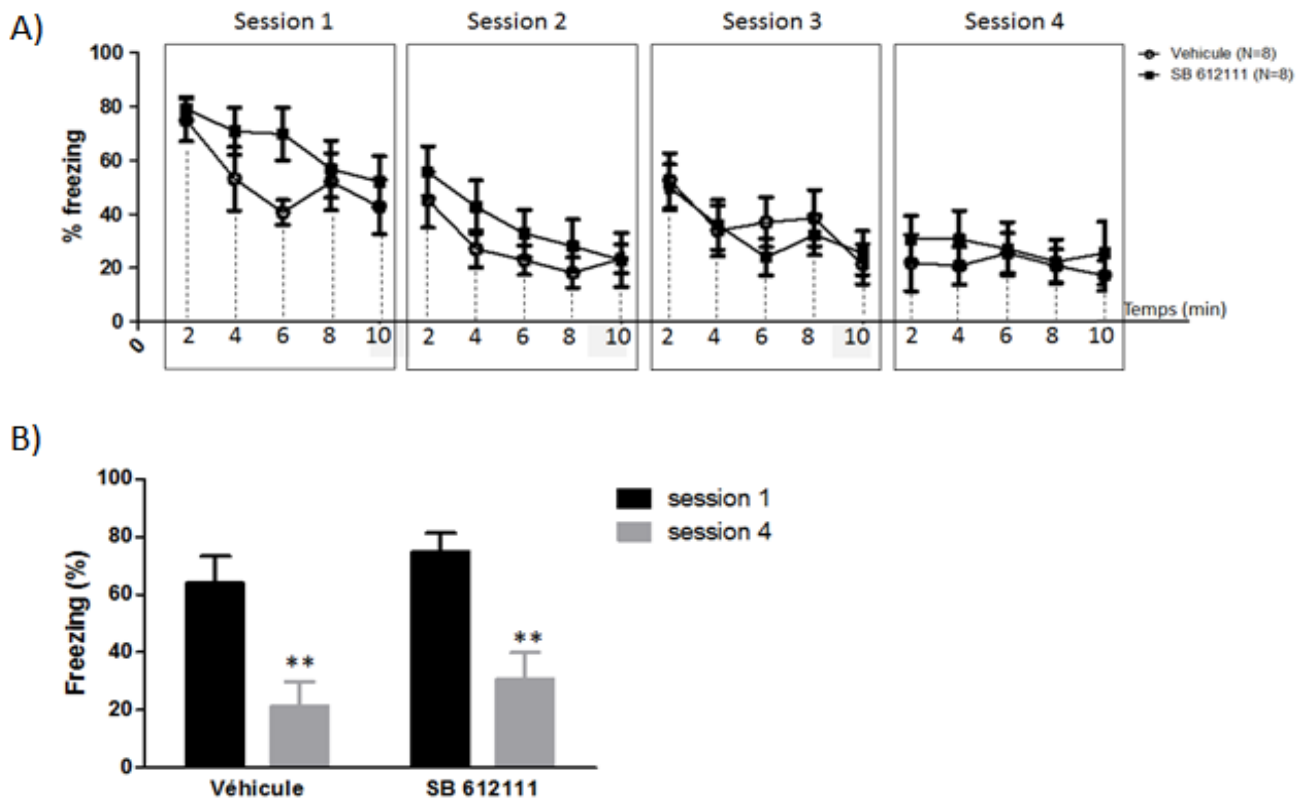 A)
Session 1 Session 2 Session 3 Session 4
Vehicule (N=8)
SB 612111 (N=8)
% freezing
100
80
60
40
20
0
0
2 4 6 8 10 2 4 6 8 10 2 4 6 8 10 2 4 6 8 10
Temps (min)
B)
Freezing (%)
100
80
60
40
20
0
** **
session 1
session 4
Véhicule SB 612111